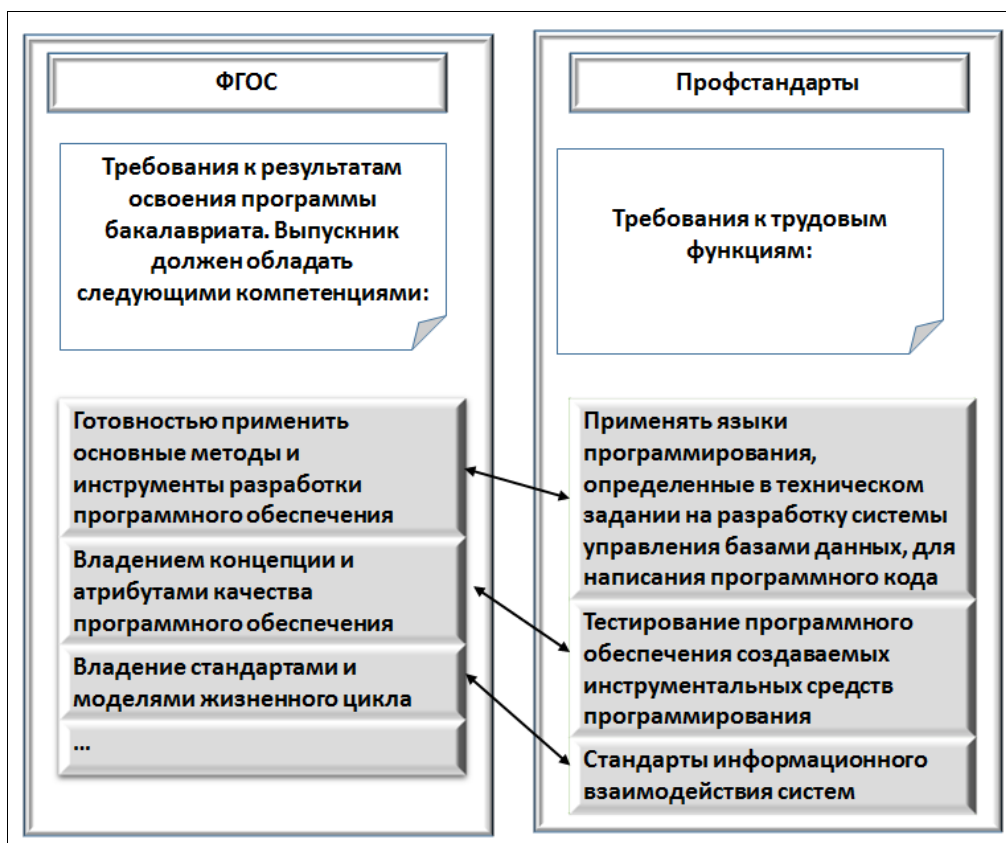 ФГОС
Требования к результатам
освоения программы
бакалавриата. Выпускник
должен обладать
следующими компетенциями:
Готовностью применить
основные методы и
инструменты разработки
программного обеспечения
Владением концепции и
атрибутами качества
программного обеспечения
Владение стандартами и
моделями жизненного цикла
...
Профстандарты
Требования к трудовым
функциям:
Применять языки
программирования,
определенные в техническом
задании на разработку системы
управления базами данных, для
написания программного кода
Тестирование программного
обеспечения создаваемых
инструментальных средств
программирования
Стандарты информационного
взаимодействия систем